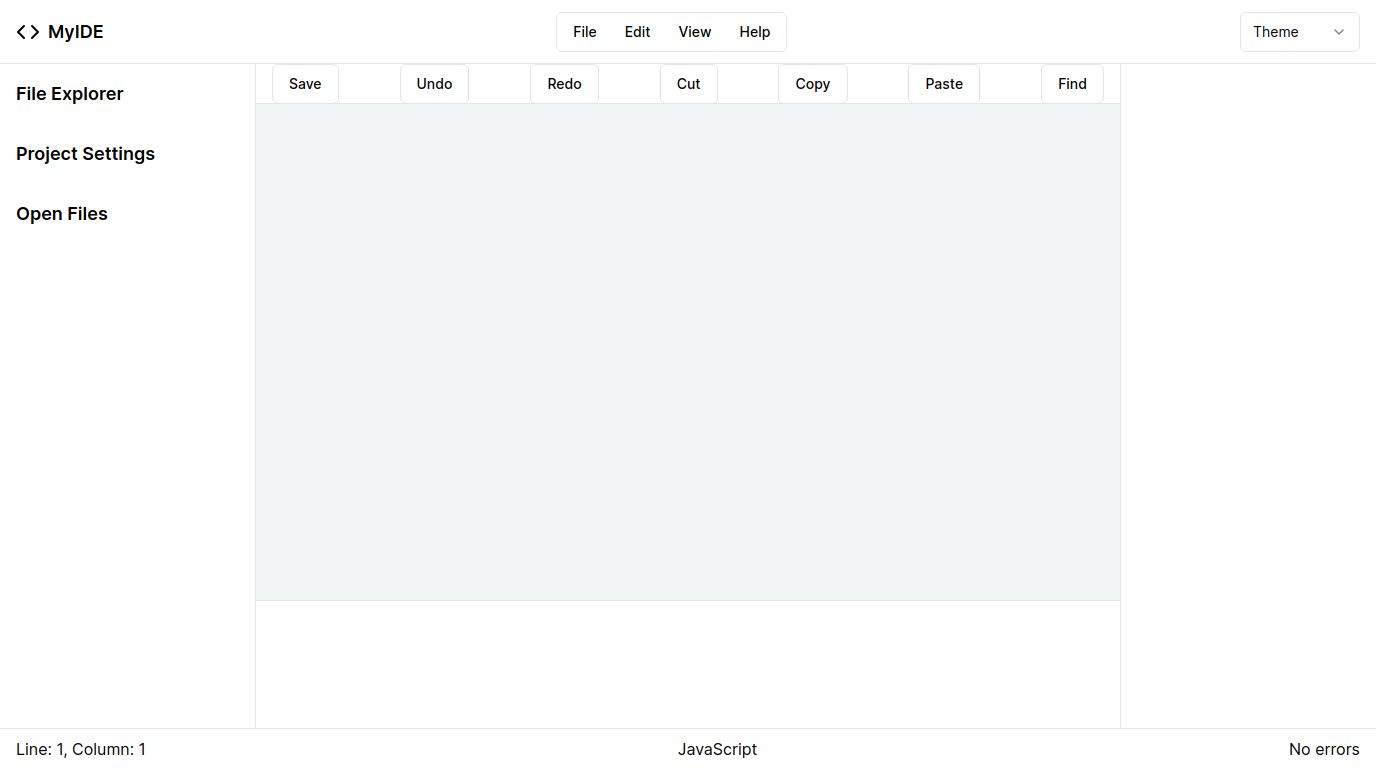 MyIDE
File Edit View Help
Theme
File Explorer
Project Settings
Open Files
Save Undo Redo Cut Copy Paste Find
Line: 1, Column: 1
JavaScript
No errors